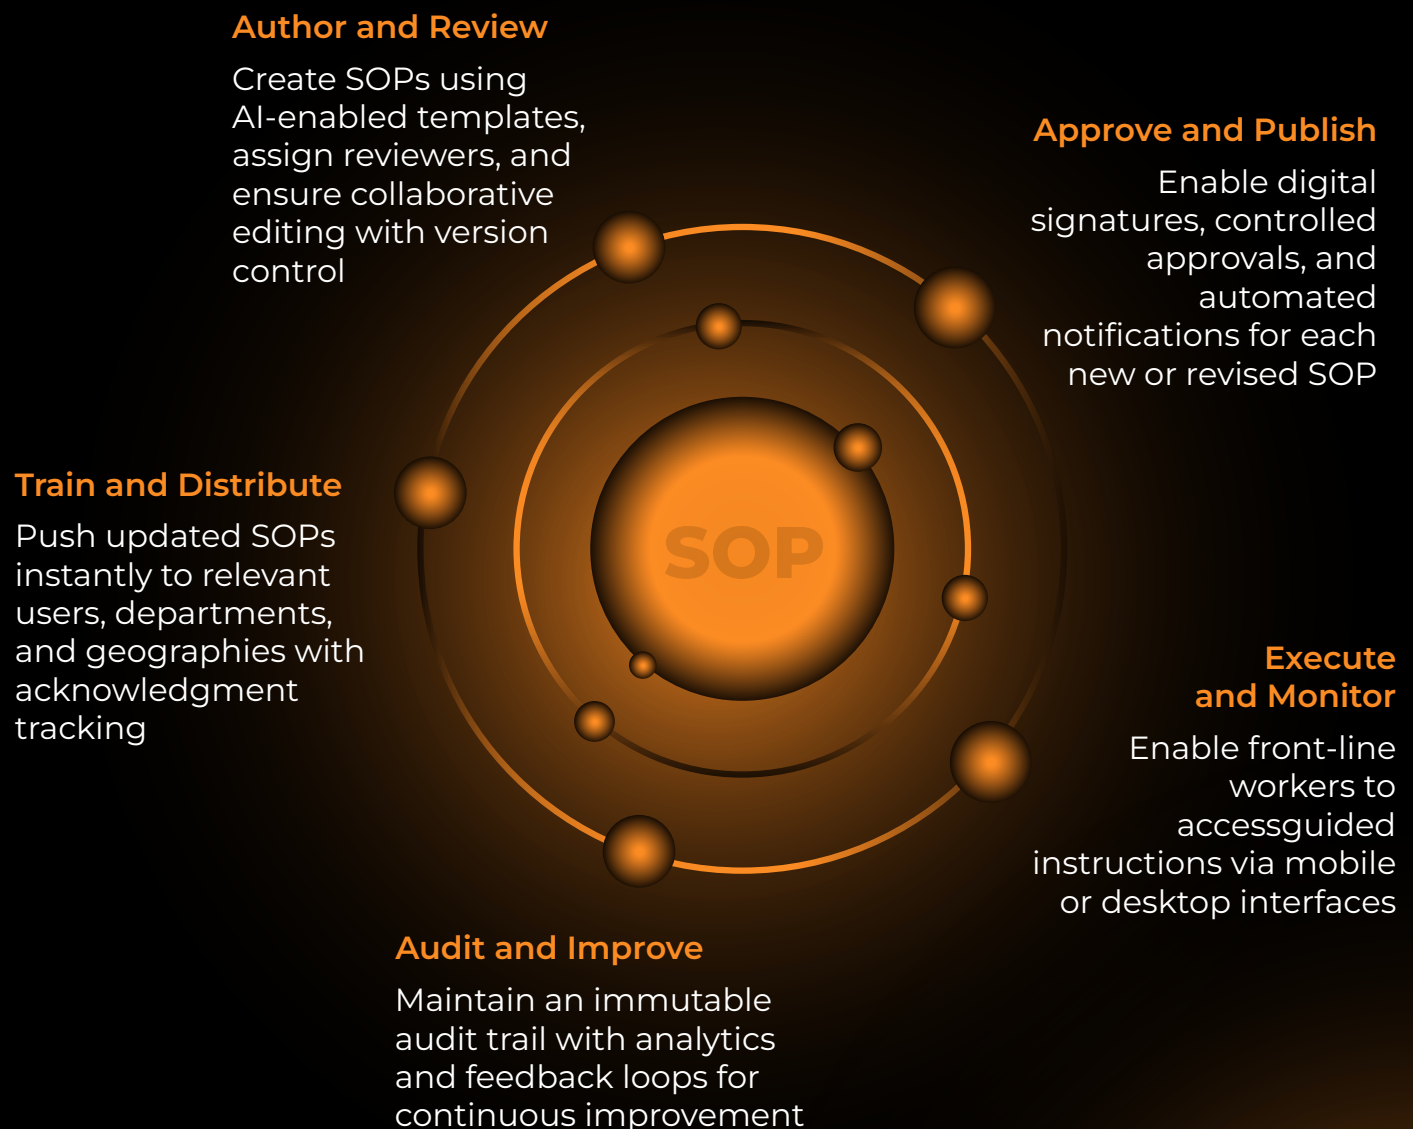 Author and Review
Create SOPs using
AI-enabled templates,
assign reviewers, and
ensure collaborative
editing with version
control
Approve and Publish
Enable digital
signatures, controlled
approvals, and
automated
notifications for each
new or revised SOP
Train and Distribute
Push updated SOPs
instantly to relevant
users, departments,
and geographies with
acknowledgment
tracking
SOP
Execute
and Monitor
Enable front-line
workers to
accessguided
instructions via mobile
or desktop interfaces
Audit and Improve
Maintain an immutable
audit trail with analytics
and feedback loops for
continuous improvement